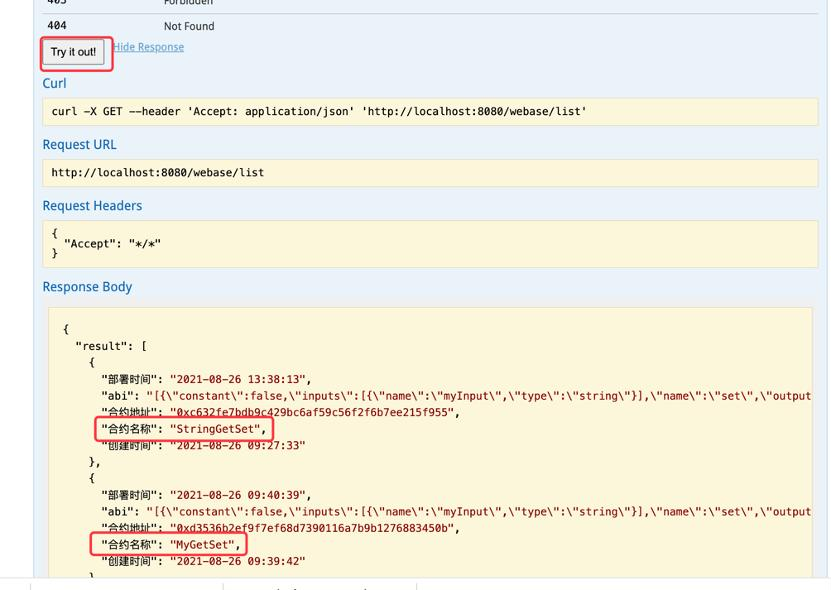 403 Forbidden
404 Not Found
Try it out! Hide Response
Curl
curl -X GET --header 'Accept: application/json' 'http://localhost:8080/webase/list'
Request URL
http://localhost:8080/webase/list
Request Headers
{
"Accept": "*/*"
}
Response Body
{
"result": [
{
"部署时间": "2021-08-26 13:38:13",
"abi": "[{\"constant\":false,\"inputs\":[{\"name\":\"myInput\",\"type\":\"string\"}],\"name\":\"set\",\"output
"合约地址": "0xc632fe7bdb9c429bc6af59c56f2f6b7ee215f955",
"合约名称": "StringGetSet",
"创建时间": "2021-08-26 09:27:33"
},
{
"部署时间": "2021-08-26 09:40:39",
"abi": "[{\"constant\":false,\"inputs\":[{\"name\":\"myInput\",\"type\":\"string\"}],\"name\":\"set\",\"output
"合约地址": "0xd3536b2ef9f7ef68d7390116a7b9b1276883450b",
"合约名称": "MyGetSet",
"创建时间": "2021-08-26 09:39:42"
}